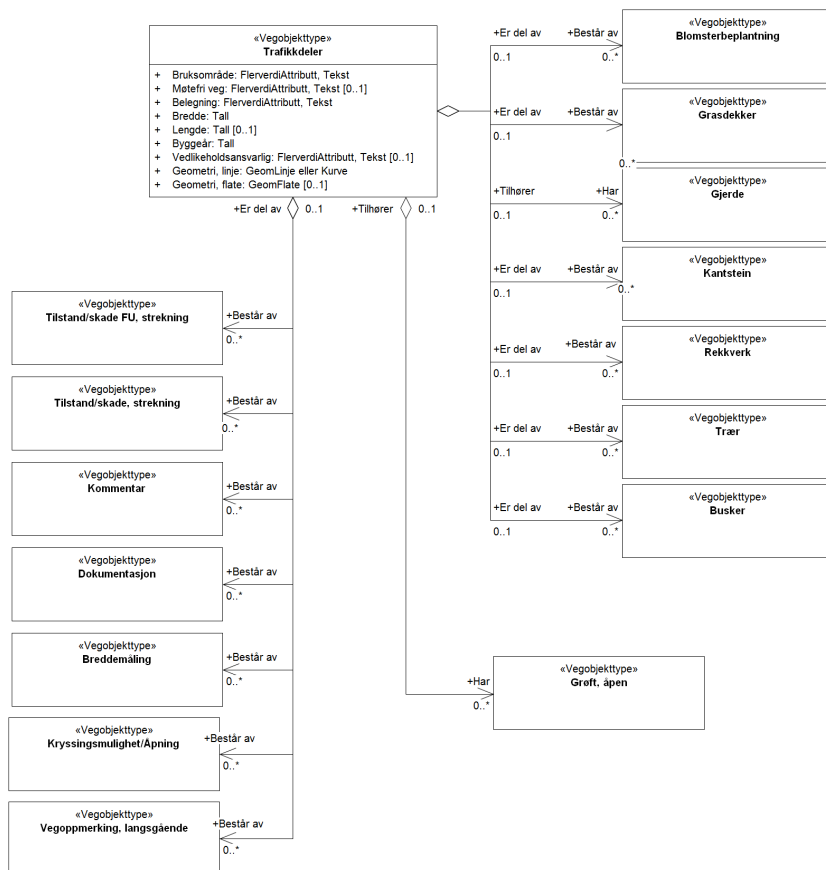 «Vegobjekttype»
Trafikkdeler
+ Bruksområde: FlerverdiAttributt, Tekst
+ Møtefri veg: FlerverdiAttributt, Tekst [0..1]
+ Belegning: FlerverdiAttributt, Tekst
+ Bredde: Tall
+ Lengde: Tall [0..1]
+ Byggeår: Tall
+ Vedlikeholdsansvarlig: FlerverdiAttributt, Tekst [0..1]
+ Geometri, linje: GeomLinje eller Kurve
+ Geometri, flate: GeomFlate [0..1]
+Er del av 0..1 +Tilhører 0..1
+Er del av +Består av
0..1 0..*
«Vegobjekttype»
Blomsterbeplantning
+Er del av +Består av
0..1 0..*
«Vegobjekttype»
Grasdekker
+Tilhører +Har
0..1 0..*
«Vegobjekttype»
Gjerde
+Er del av +Består av
0..1 0..*
«Vegobjekttype»
Kantstein
+Er del av +Består av
0..1 0..*
«Vegobjekttype»
Rekkverk
+Er del av +Består av
0..1 0..*
«Vegobjekttype»
Trær
+Er del av +Består av
0..1 0..*
«Vegobjekttype»
Busker
«Vegobjekttype»
Tilstand/skade FU, strekning
+Består av
0..*
«Vegobjekttype»
Tilstand/skade, strekning
+Består av
0..*
«Vegobjekttype»
Kommentar
+Består av
0..*
«Vegobjekttype»
Dokumentasjon
+Består av
0..*
«Vegobjekttype»
Breddemåling
+Består av
0..*
«Vegobjekttype»
Kryssingsmulighet/Åpning
+Består av
0..*
«Vegobjekttype»
Vegoppmerking, langsgående
+Består av
0..*
+Har
0..*
«Vegobjekttype»
Grøft, åpen